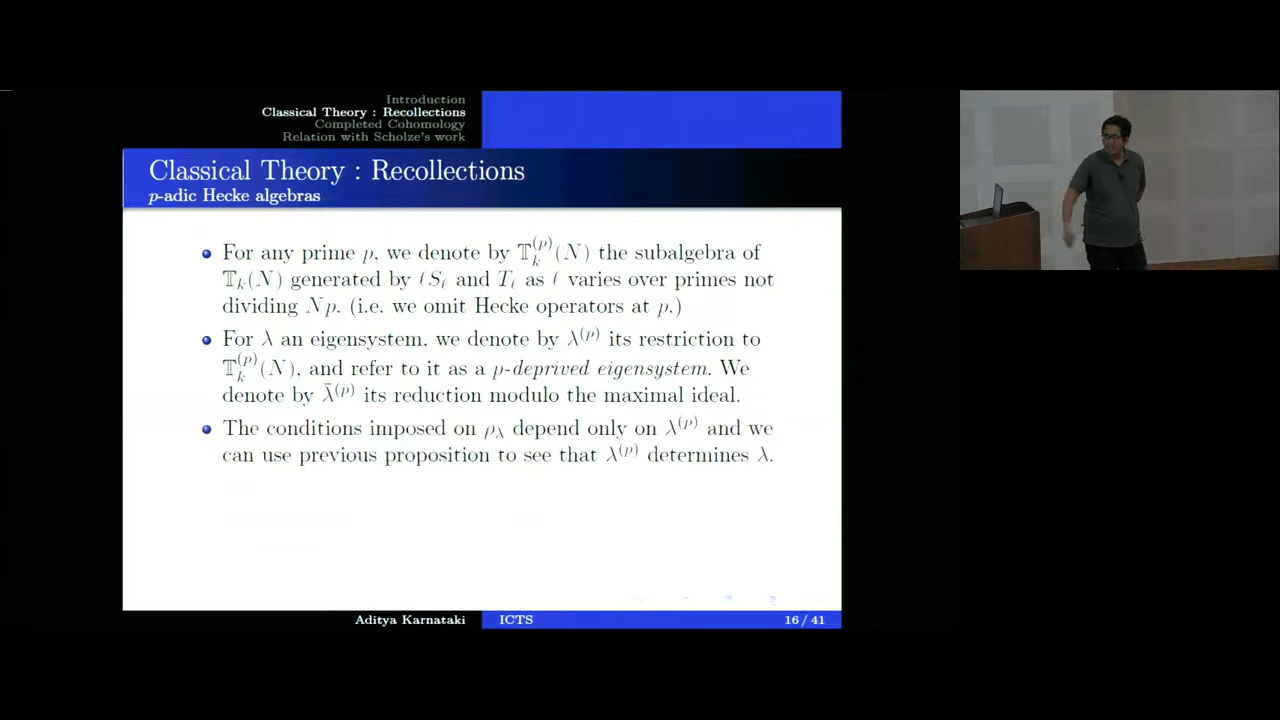 Introduction
Classical Theory : Recollections
Completed Cohomology
Relation with Scholze's work
Classical Theory : Recollections
p-adic Hecke algebras
• For any prime p, we denote by 𝕋ₖ⁽ᵖ⁾(N) the subalgebra of
𝕋ₖ(N) generated by ℓS_ℓ and T_ℓ as ℓ varies over primes not
dividing Np. (i.e. we omit Hecke operators at p.)
• For λ an eigensystem, we denote by λ⁽ᵖ⁾ its restriction to
𝕋ₖ⁽ᵖ⁾(N), and refer to it as a p-deprived eigensystem. We
denote by λ̄⁽ᵖ⁾ its reduction modulo the maximal ideal.
• The conditions imposed on ρ_λ depend only on λ⁽ᵖ⁾ and we
can use previous proposition to see that λ⁽ᵖ⁾ determines λ.
Aditya Karnataki ICTS 16 / 41